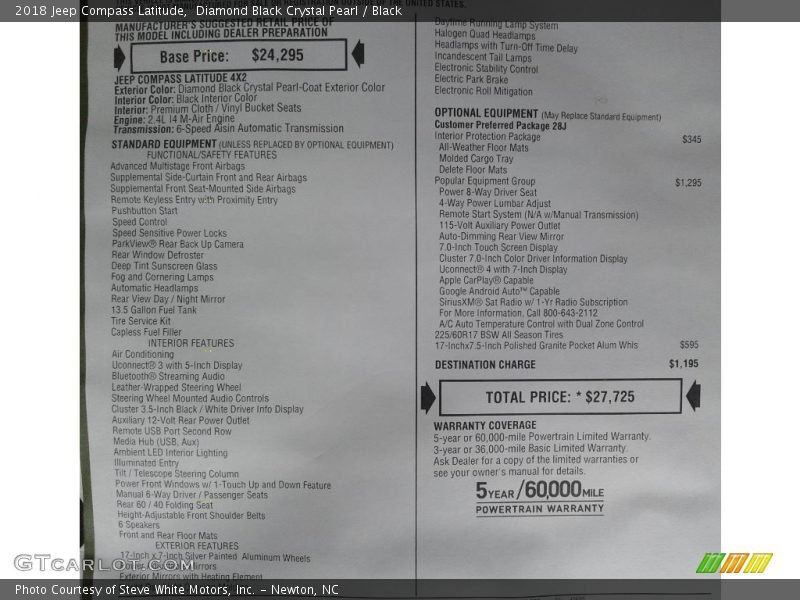 2018 Jeep Compass Latitude, Diamond Black Crystal Pearl / Black
MANUFACTURER'S SUGGESTED RETAIL PRICE OF
THIS MODEL INCLUDING DEALER PREPARATION
Base Price: $24,295
JEEP COMPASS LATITUDE 4X2
Exterior Color: Diamond Black Crystal Pearl-Coat Exterior Color
Interior Color: Black Interior Color
Interior: Premium Cloth / Vinyl Bucket Seats
Engine: 2.4L I4 M-Air Engine
Transmission: 6-Speed Aisin Automatic Transmission
STANDARD EQUIPMENT (UNLESS REPLACED BY OPTIONAL EQUIPMENT)
FUNCTIONAL/SAFETY FEATURES
Advanced Multistage Front Airbags
Supplemental Side-Curtain Front and Rear Airbags
Supplemental Front Seat-Mounted Side Airbags
Remote Keyless Entry with Proximity Entry
Pushbutton Start
Speed Control
Speed Sensitive Power Locks
ParkView® Rear Back Up Camera
Rear Window Defroster
Deep Tint Sunscreen Glass
Fog and Cornering Lamps
Automatic Headlamps
Rear View Day / Night Mirror
13.5 Gallon Fuel Tank
Tire Service Kit
Capless Fuel Filler
INTERIOR FEATURES
Air Conditioning
Uconnect® 3 with 5-Inch Display
Bluetooth® Streaming Audio
Leather-Wrapped Steering Wheel
Steering Wheel Mounted Audio Controls
Cluster 3.5-Inch Black / White Driver Info Display
Auxiliary 12-Volt Rear Power Outlet
Remote USB Port Second Row
Media Hub (USB, Aux)
Ambient LED Interior Lighting
Illuminated Entry
Tilt / Telescope Steering Column
Power Front Windows w/ 1-Touch Up and Down Feature
Manual 6-Way Driver / Passenger Seats
Rear 60 / 40 Folding Seat
Height-Adjustable Front Shoulder Belts
6 Speakers
Front and Rear Floor Mats
EXTERIOR FEATURES
17-Inch x 7-Inch Silver Painted Aluminum Wheels
Exterior Mirrors with Heating Element
Daytime Running Lamp System
Halogen Quad Headlamps
Headlamps with Turn-Off Time Delay
Incandescent Tail Lamps
Electronic Stability Control
Electric Park Brake
Electronic Roll Mitigation
OPTIONAL EQUIPMENT (May Replace Standard Equipment)
Customer Preferred Package 28J
Interior Protection Package $345
All-Weather Floor Mats
Molded Cargo Tray
Delete Floor Mats
Popular Equipment Group $1,295
Power 8-Way Driver Seat
4-Way Power Lumbar Adjust
Remote Start System (N/A w/Manual Transmission)
115-Volt Auxiliary Power Outlet
Auto-Dimming Rear View Mirror
7.0-Inch Touch Screen Display
Cluster 7.0-Inch Color Driver Information Display
Uconnect® 4 with 7-Inch Display
Apple CarPlay® Capable
Google Android Auto™ Capable
SiriusXM® Sat Radio w/ 1-Yr Radio Subscription
For More Information, Call 800-643-2112
A/C Auto Temperature Control with Dual Zone Control
225/60R17 BSW All Season Tires
17-Inchx7.5-Inch Polished Granite Pocket Alum Whls $595
DESTINATION CHARGE $1,195
TOTAL PRICE: * $27,725
WARRANTY COVERAGE
5-year or 60,000-mile Powertrain Limited Warranty.
3-year or 36,000-mile Basic Limited Warranty.
Ask Dealer for a copy of the limited warranties or
see your owner's manual for details.
5 YEAR/60,000 MILE
POWERTRAIN WARRANTY
GTCarLot.com
Photo Courtesy of Steve White Motors, Inc. – Newton, NC